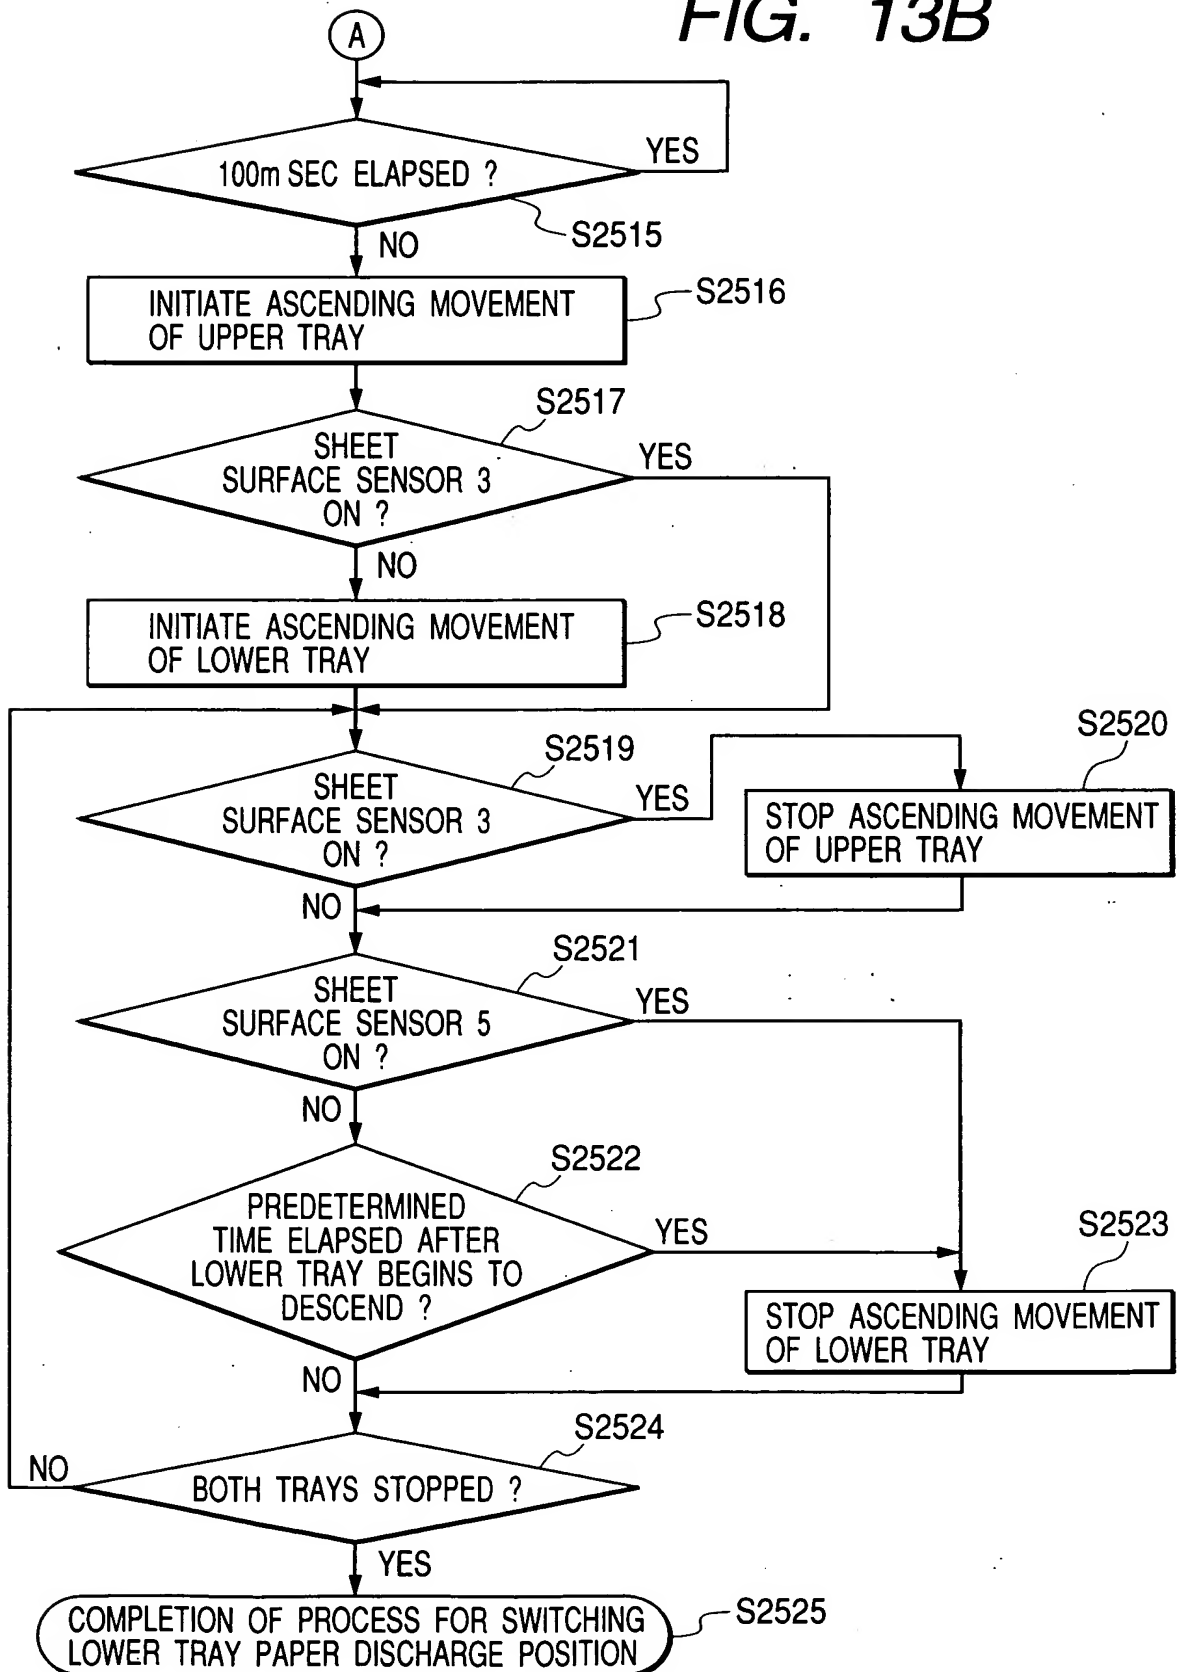 FIG. 13B
A
100m SEC ELAPSED ?
YES
S2515
NO
INITIATE ASCENDING MOVEMENT
OF UPPER TRAY
S2516
S2517
SHEET
SURFACE SENSOR 3
ON ?
YES
NO
INITIATE ASCENDING MOVEMENT
OF LOWER TRAY
S2518
S2519
SHEET
SURFACE SENSOR 3
ON ?
YES
S2520
STOP ASCENDING MOVEMENT
OF UPPER TRAY
NO
S2521
SHEET
SURFACE SENSOR 5
ON ?
YES
NO
S2522
PREDETERMINED
TIME ELAPSED AFTER
LOWER TRAY BEGINS TO
DESCEND ?
YES
S2523
STOP ASCENDING MOVEMENT
OF LOWER TRAY
NO
S2524
BOTH TRAYS STOPPED ?
NO
YES
COMPLETION OF PROCESS FOR SWITCHING
LOWER TRAY PAPER DISCHARGE POSITION
S2525